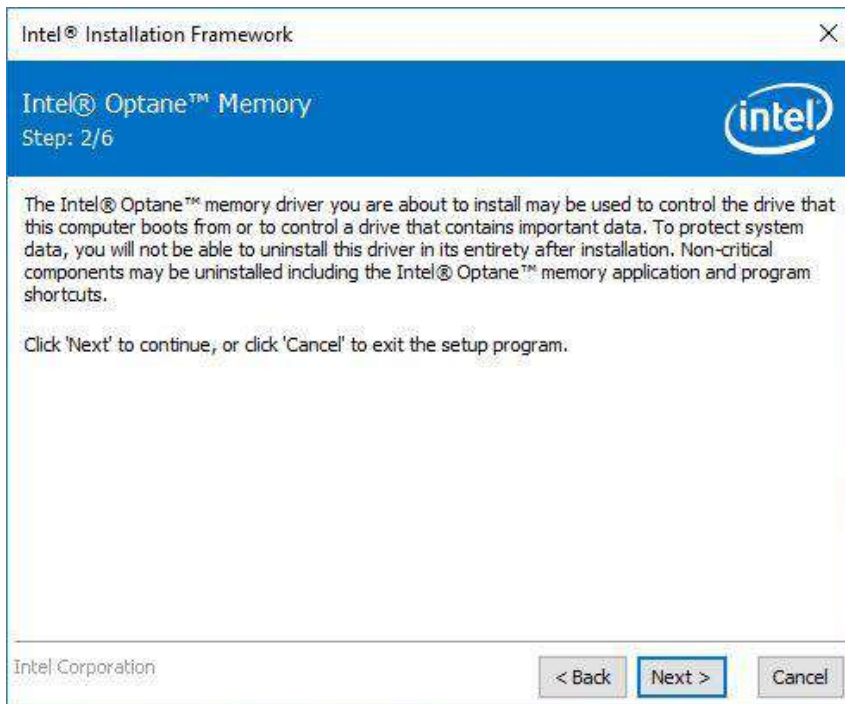 Intel® Installation Framework
Intel® Optane™ Memory
Step: 2/6
intel
The Intel® Optane™ memory driver you are about to install may be used to control the drive that
this computer boots from or to control a drive that contains important data. To protect system
data, you will not be able to uninstall this driver in its entirety after installation. Non-critical
components may be uninstalled including the Intel® Optane™ memory application and program
shortcuts.
Click 'Next' to continue, or click 'Cancel' to exit the setup program.
Intel Corporation
< Back
Next >
Cancel